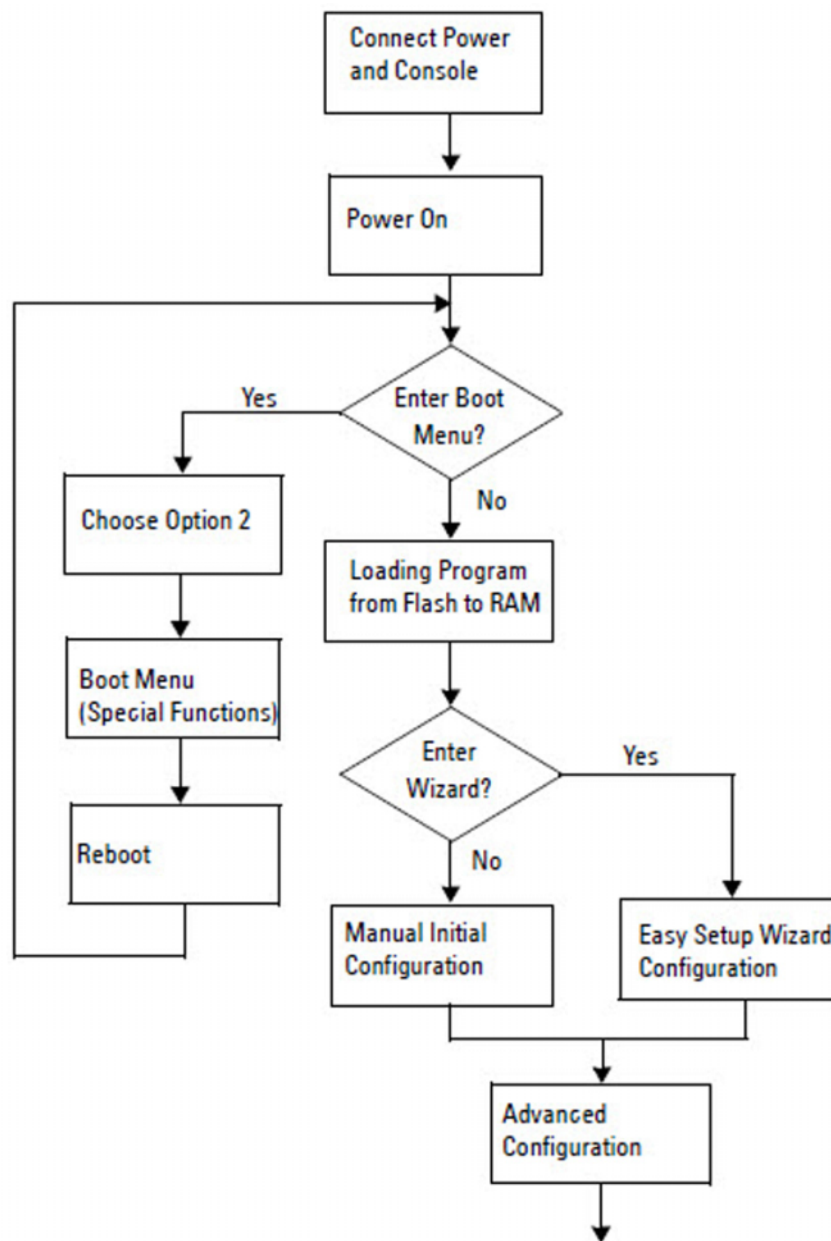 Connect Power
and Console
Power On
Enter Boot
Menu?
Yes
No
Choose Option 2
Loading Program
from Flash to RAM
Boot Menu
(Special Functions)
Enter
Wizard?
Yes
No
Reboot
Manual Initial
Configuration
Easy Setup Wizard
Configuration
Advanced
Configuration